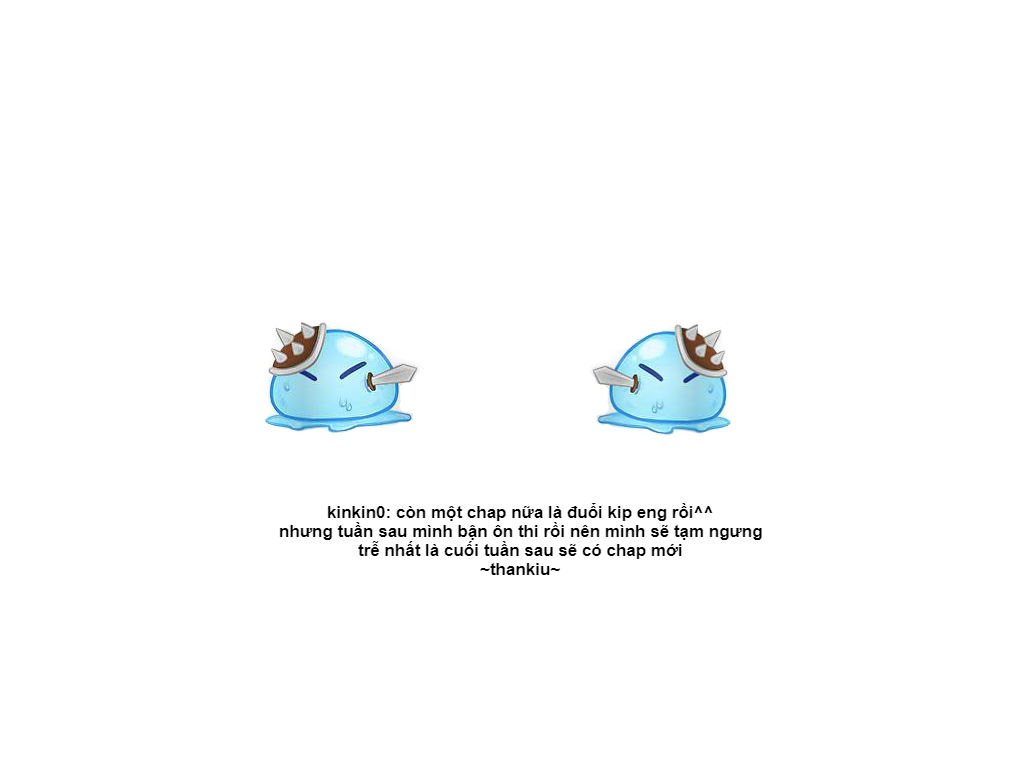 kinkin0: còn một chap nữa là đuổi kip eng rồi^^
nhưng tuần sau mình bận ôn thi rồi nên mình sẽ tạm ngưng
trễ nhất là cuối tuần sau sẽ có chap mới
~thankiu~